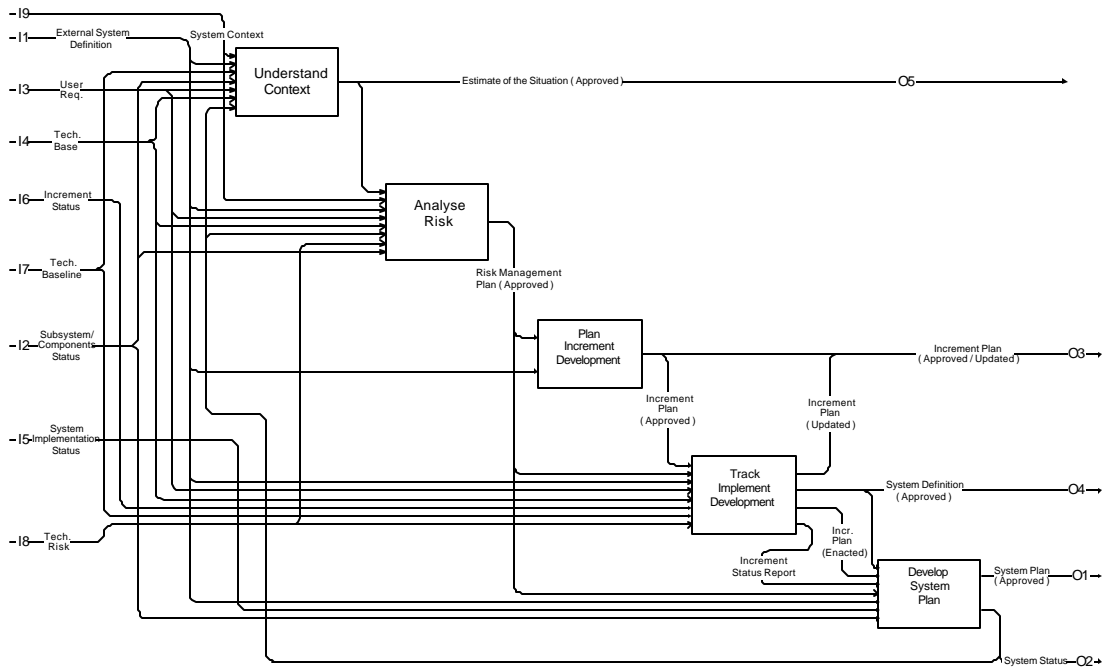 I9
I1
External System
Definition
System Context
Understand
Context
I3
User
Req.
Estimate of the Situation ( Approved )
O5
I4
Tech.
Base
I6
Increment
Status
Analyse
Risk
I7
Tech.
Baseline
Risk Management
Plan ( Approved )
I2
Subsystem/
Components
Status
Plan
Increment
Development
Increment Plan
( Approved / Updated )
O3
Increment
Plan
( Approved )
Increment
Plan
( Updated )
I5
System
Implementation
Status
Track
Implement
Development
System Definition
( Approved )
O4
I8
Tech.
Risk
Incr.
Plan
(Enacted)
Increment
Status Report
Develop
System
Plan
System Plan
( Approved )
O1
System Status
O2